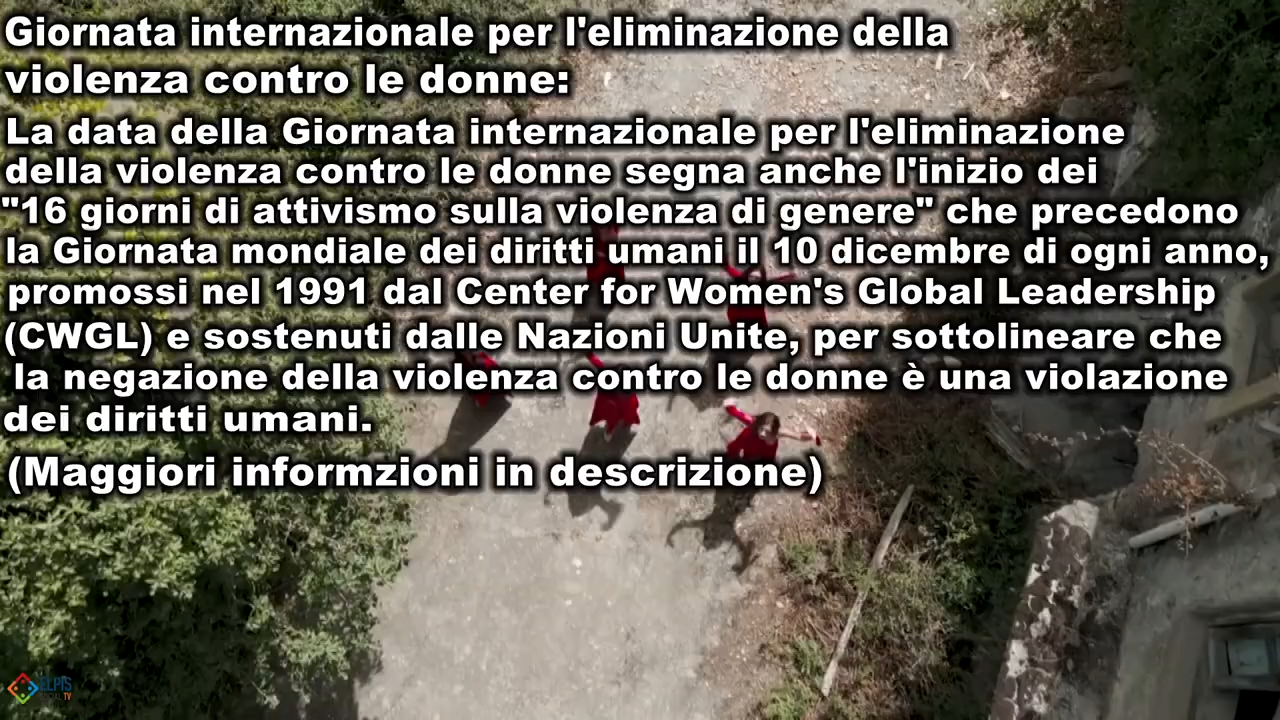 Giornata internazionale per l'eliminazione della
violenza contro le donne:
La data della Giornata internazionale per l'eliminazione
della violenza contro le donne segna anche l'inizio dei
"16 giorni di attivismo sulla violenza di genere" che precedono
la Giornata mondiale dei diritti umani il 10 dicembre di ogni anno,
promossi nel 1991 dal Center for Women's Global Leadership
(CWGL) e sostenuti dalle Nazioni Unite, per sottolineare che
la negazione della violenza contro le donne è una violazione
dei diritti umani.
(Maggiori informzioni in descrizione)
ELPIS
TV